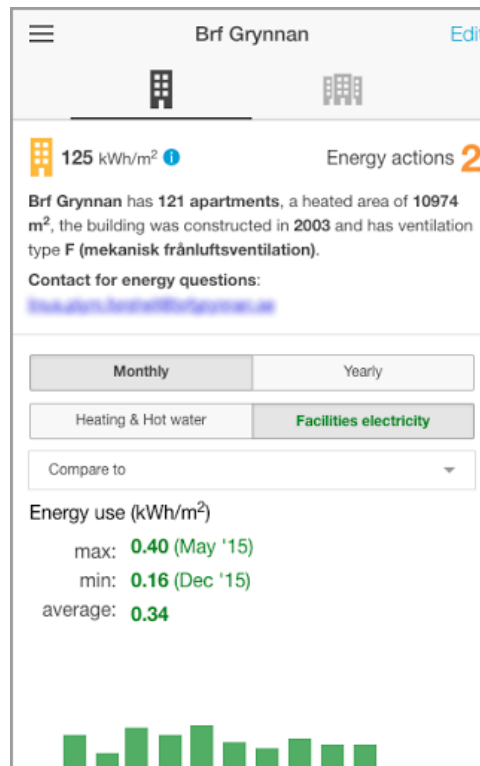 Brf Grynnan
Edit
125 kWh/m² Energy actions 2
Brf Grynnan has 121 apartments, a heated area of 10974
m², the building was constructed in 2003 and has ventilation
type F (mekanisk frånluftsventilation).
Contact for energy questions:
Monthly Yearly
Heating & Hot water Facilities electricity
Compare to
Energy use (kWh/m²)
max: 0.40 (May '15)
min: 0.16 (Dec '15)
average: 0.34